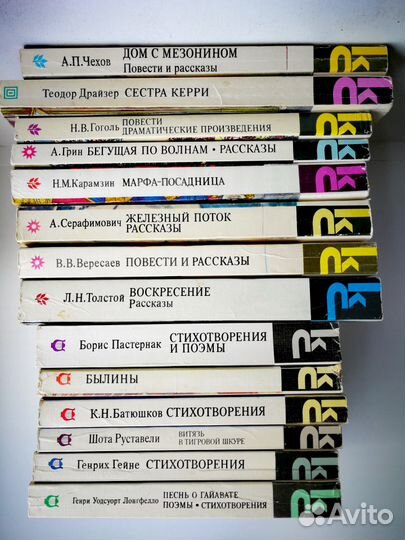 А.П.Чехов ДОМ С МЕЗОНИНОМ
Повести и рассказы
Теодор Драйзер СЕСТРА КЕРРИ
Н.В.Гоголь ПОВЕСТИ
ДРАМАТИЧЕСКИЕ ПРОИЗВЕДЕНИЯ
А.Грин БЕГУЩАЯ ПО ВОЛНАМ • РАССКАЗЫ
Н.М.Карамзин МАРФА-ПОСАДНИЦА
А.Серафимович ЖЕЛЕЗНЫЙ ПОТОК
РАССКАЗЫ
В.В.Вересаев ПОВЕСТИ И РАССКАЗЫ
Л.Н.Толстой ВОСКРЕСЕНИЕ
Рассказы
Борис Пастернак СТИХОТВОРЕНИЯ
И ПОЭМЫ
БЫЛИНЫ
К.Н.Батюшков СТИХОТВОРЕНИЯ
Шота Руставели ВИТЯЗЬ
В ТИГРОВОЙ ШКУРЕ
Генрих Гейне СТИХОТВОРЕНИЯ
Генри Уодсуорт Лонгфелло ПЕСНЬ О ГАЙАВАТЕ
ПОЭМЫ • СТИХОТВОРЕНИЯ
Avito